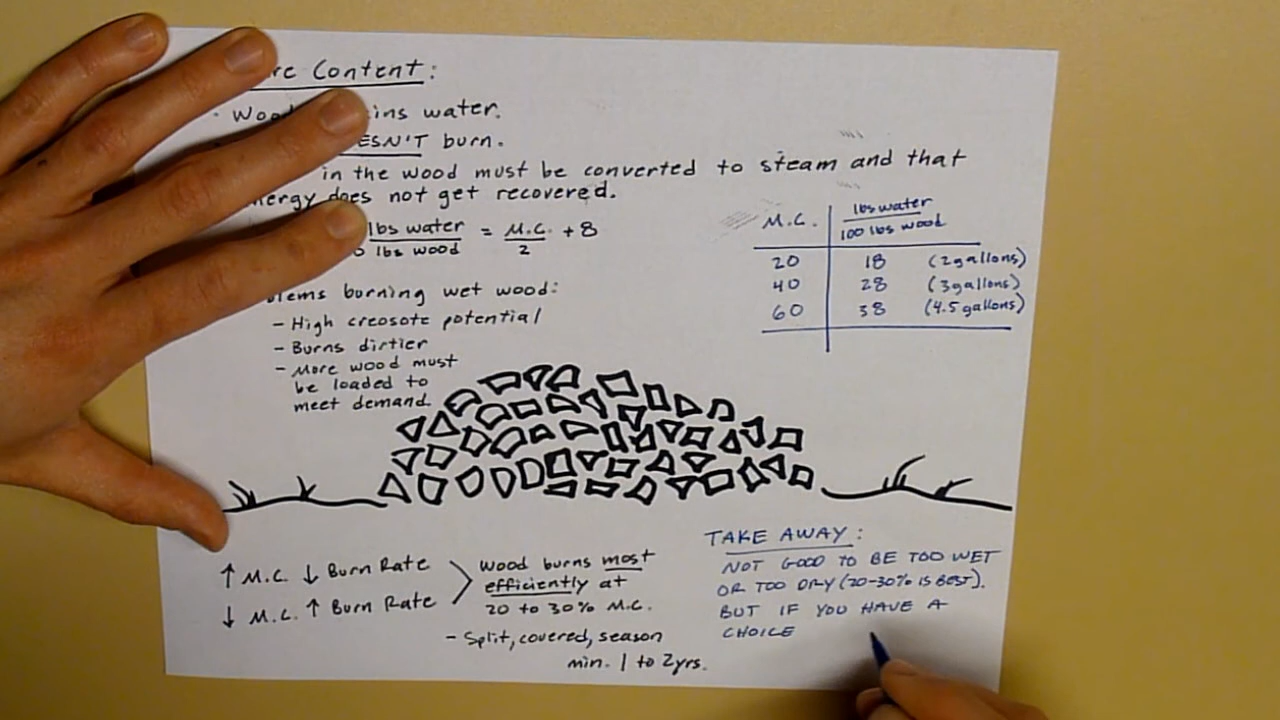 Content:
water.
DOESN'T burn.
in the wood must be converted to steam and that
energy does not get recovered.
lbs water / lbs wood = M.C. / 2 + 8
M.C. lbs water / 100 lbs wood
20 18 (2 gallons)
40 28 (3 gallons)
60 38 (4.5 gallons)
burning wet wood:
- High creosote potential
- Burns dirtier
- More wood must
be loaded to
meet demand.
↑ M.C. ↓ Burn Rate
↓ M.C. ↑ Burn Rate
Wood burns most
efficiently at
20 to 30% M.C.
- Split, covered, season
min. 1 to 2yrs.
TAKE AWAY:
NOT GOOD TO BE TOO WET
OR TOO DRY (20-30% IS BEST).
BUT IF YOU HAVE A
CHOICE